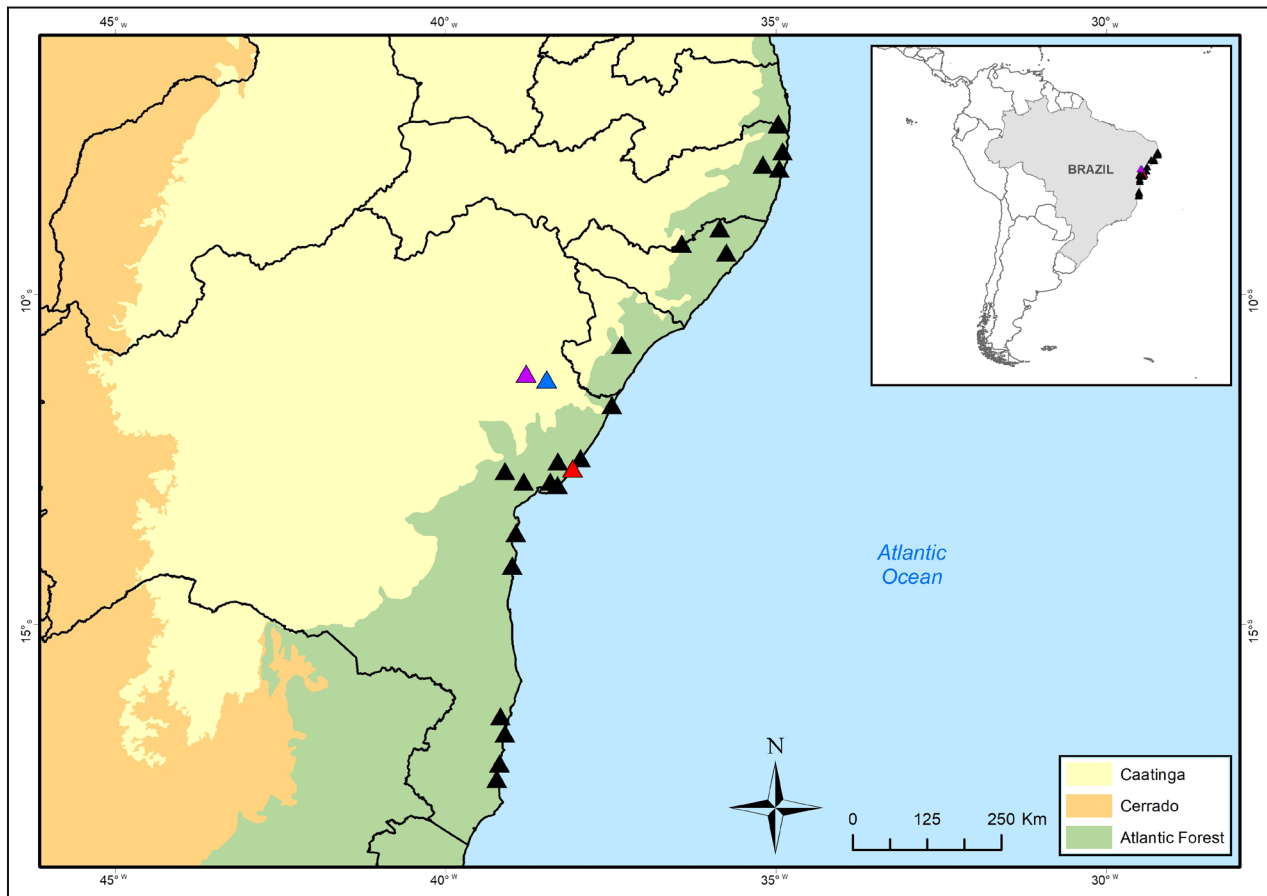 45° W
40° W
35° W
30° W
BRAZIL
10°S
10°S
Atlantic
Ocean
15°S
15°S
N
0 125 250 Km
Caatinga
Cerrado
Atlantic Forest
45° W
40° W
35° W
30° W